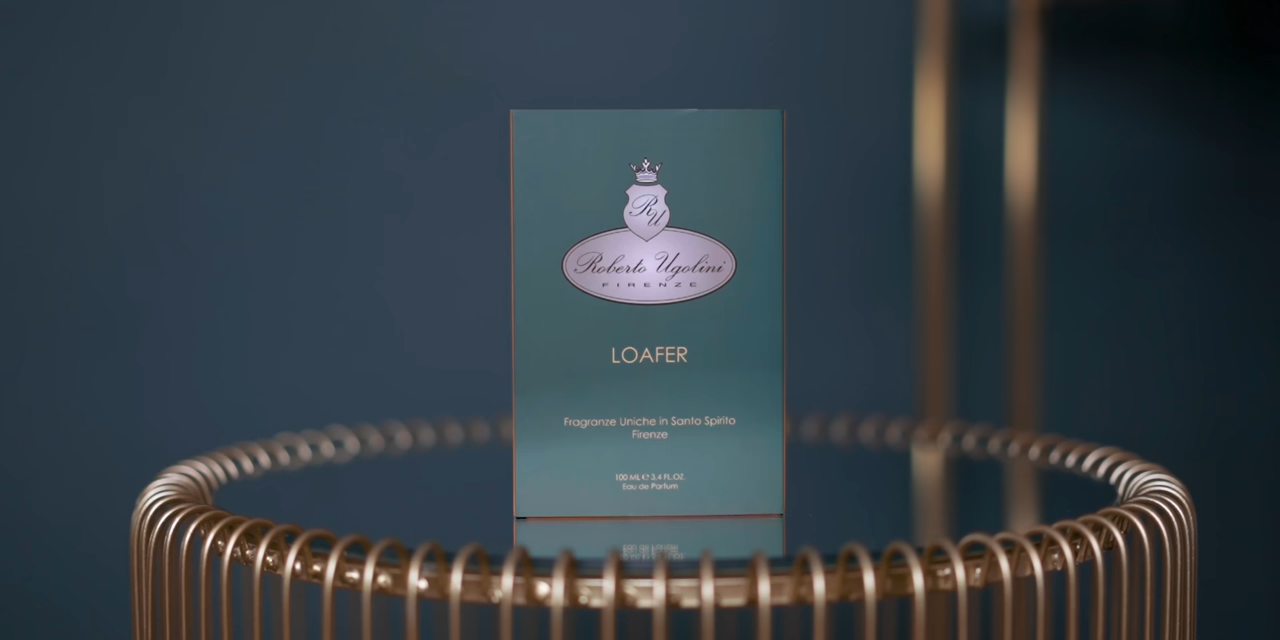 RU
Roberto Ugolini
FIRENZE
LOAFER
Fragranze Uniche in Santo Spirito
Firenze
100 ML ℮ 3.4 FL.OZ.
Eau de Parfum